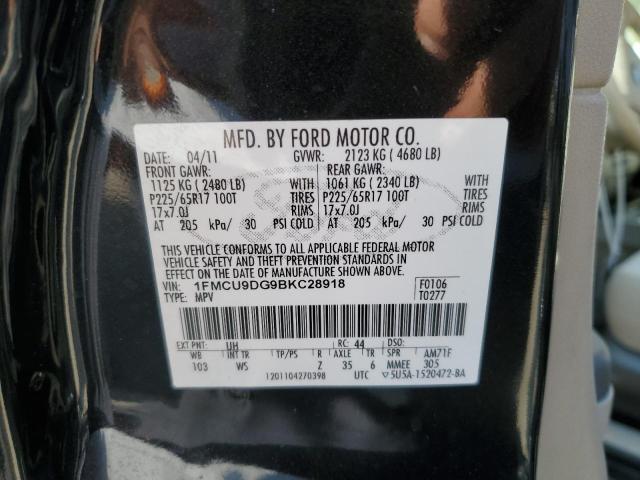 MFD. BY FORD MOTOR CO.
DATE: 04/11 GVWR: 2123 KG ( 4680 LB)
FRONT GAWR: REAR GAWR:
1125 KG ( 2480 LB) WITH 1061 KG ( 2340 LB) WITH
P225/65R17 100T TIRES P225/65R17 100T TIRES
17x7.0J RIMS 17x7.0J RIMS
AT 205 kPa/ 30 PSI COLD AT 205 kPa/ 30 PSI COLD
THIS VEHICLE CONFORMS TO ALL APPLICABLE FEDERAL MOTOR
VEHICLE SAFETY AND THEFT PREVENTION STANDARDS IN
EFFECT ON THE DATE OF MANUFACTURE SHOWN ABOVE.
VIN: 1FMCU9DG9BKC28918 F0106
TYPE: MPV T0277
EXT PNT: UH RC: 44 DSO:
WB INT TR TP/PS R AXLE TR SPR AM71F
103 WS Z 35 6 MMEE 305
1201104270398 UTC 5U5A-1520472-BA